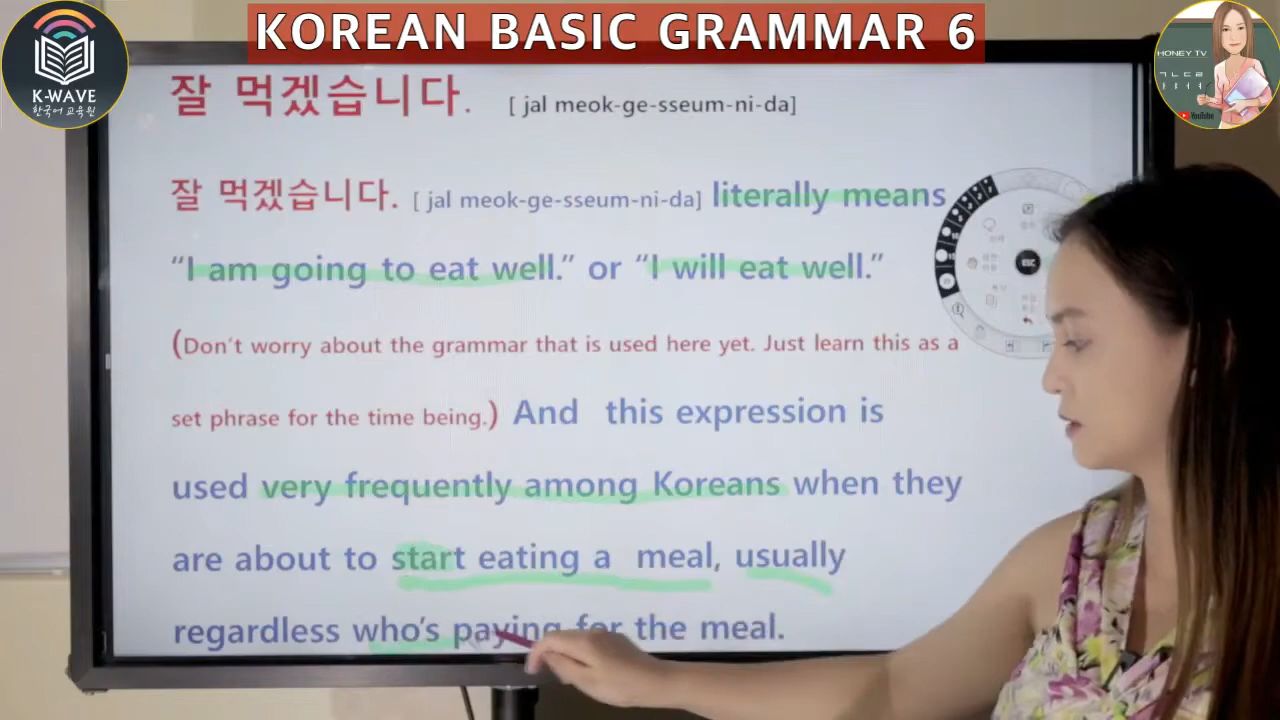 KOREAN BASIC GRAMMAR 6
K-WAVE
한국어 교육원
HONEY TV
ㄱㄴㄷㄹ
ㅏㅑㅓㅕ
YouTube
잘 먹겠습니다. [ jal meok-ge-sseum-ni-da]
잘 먹겠습니다. [ jal meok-ge-sseum-ni-da] literally means
“I am going to eat well.” or “I will eat well.”
(Don’t worry about the grammar that is used here yet. Just learn this as a
set phrase for the time being.) And this expression is
used very frequently among Koreans when they
are about to start eating a meal, usually
regardless who’s paying for the meal.
ESC